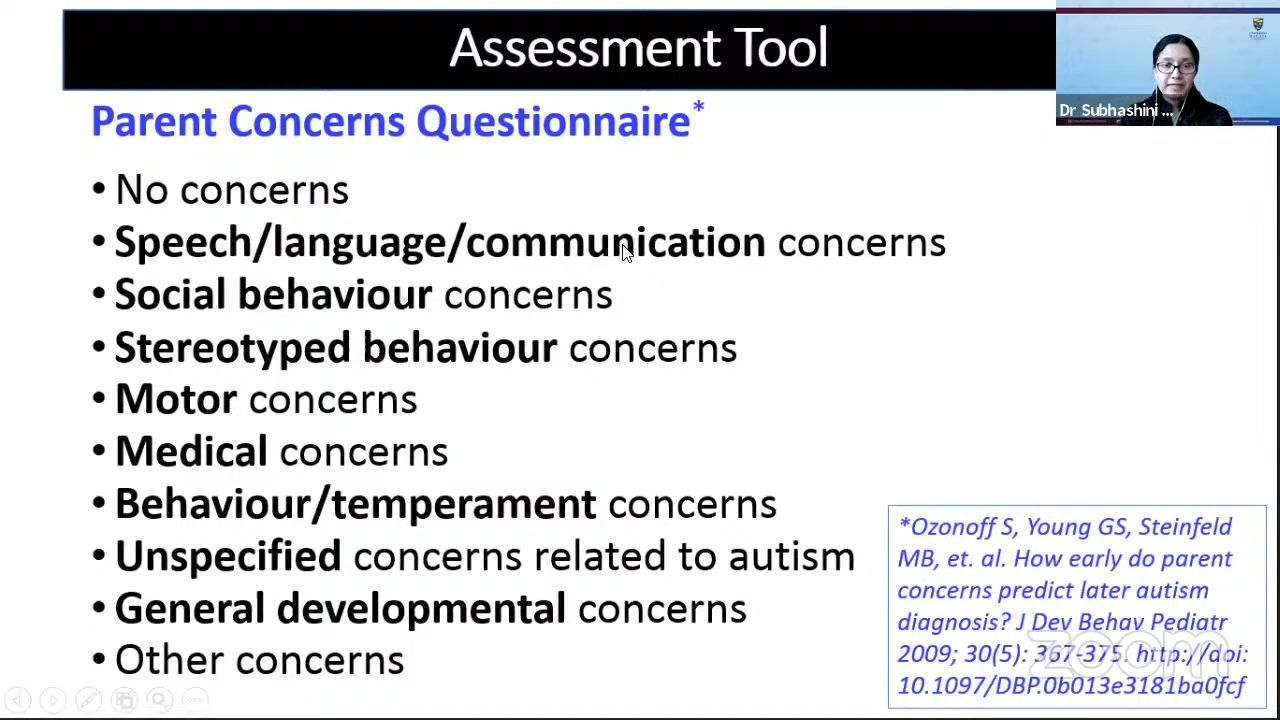 Assessment Tool
Dr Subhashini ...
Parent Concerns Questionnaire*
• No concerns
• Speech/language/communication concerns
• Social behaviour concerns
• Stereotyped behaviour concerns
• Motor concerns
• Medical concerns
• Behaviour/temperament concerns
• Unspecified concerns related to autism
• General developmental concerns
• Other concerns
*Ozonoff S, Young GS, Steinfeld
MB, et. al. How early do parent
concerns predict later autism
diagnosis? J Dev Behav Pediatr
2009; 30(5): 367-375. http://doi:
10.1097/DBP.0b013e3181ba0fcf
zoom